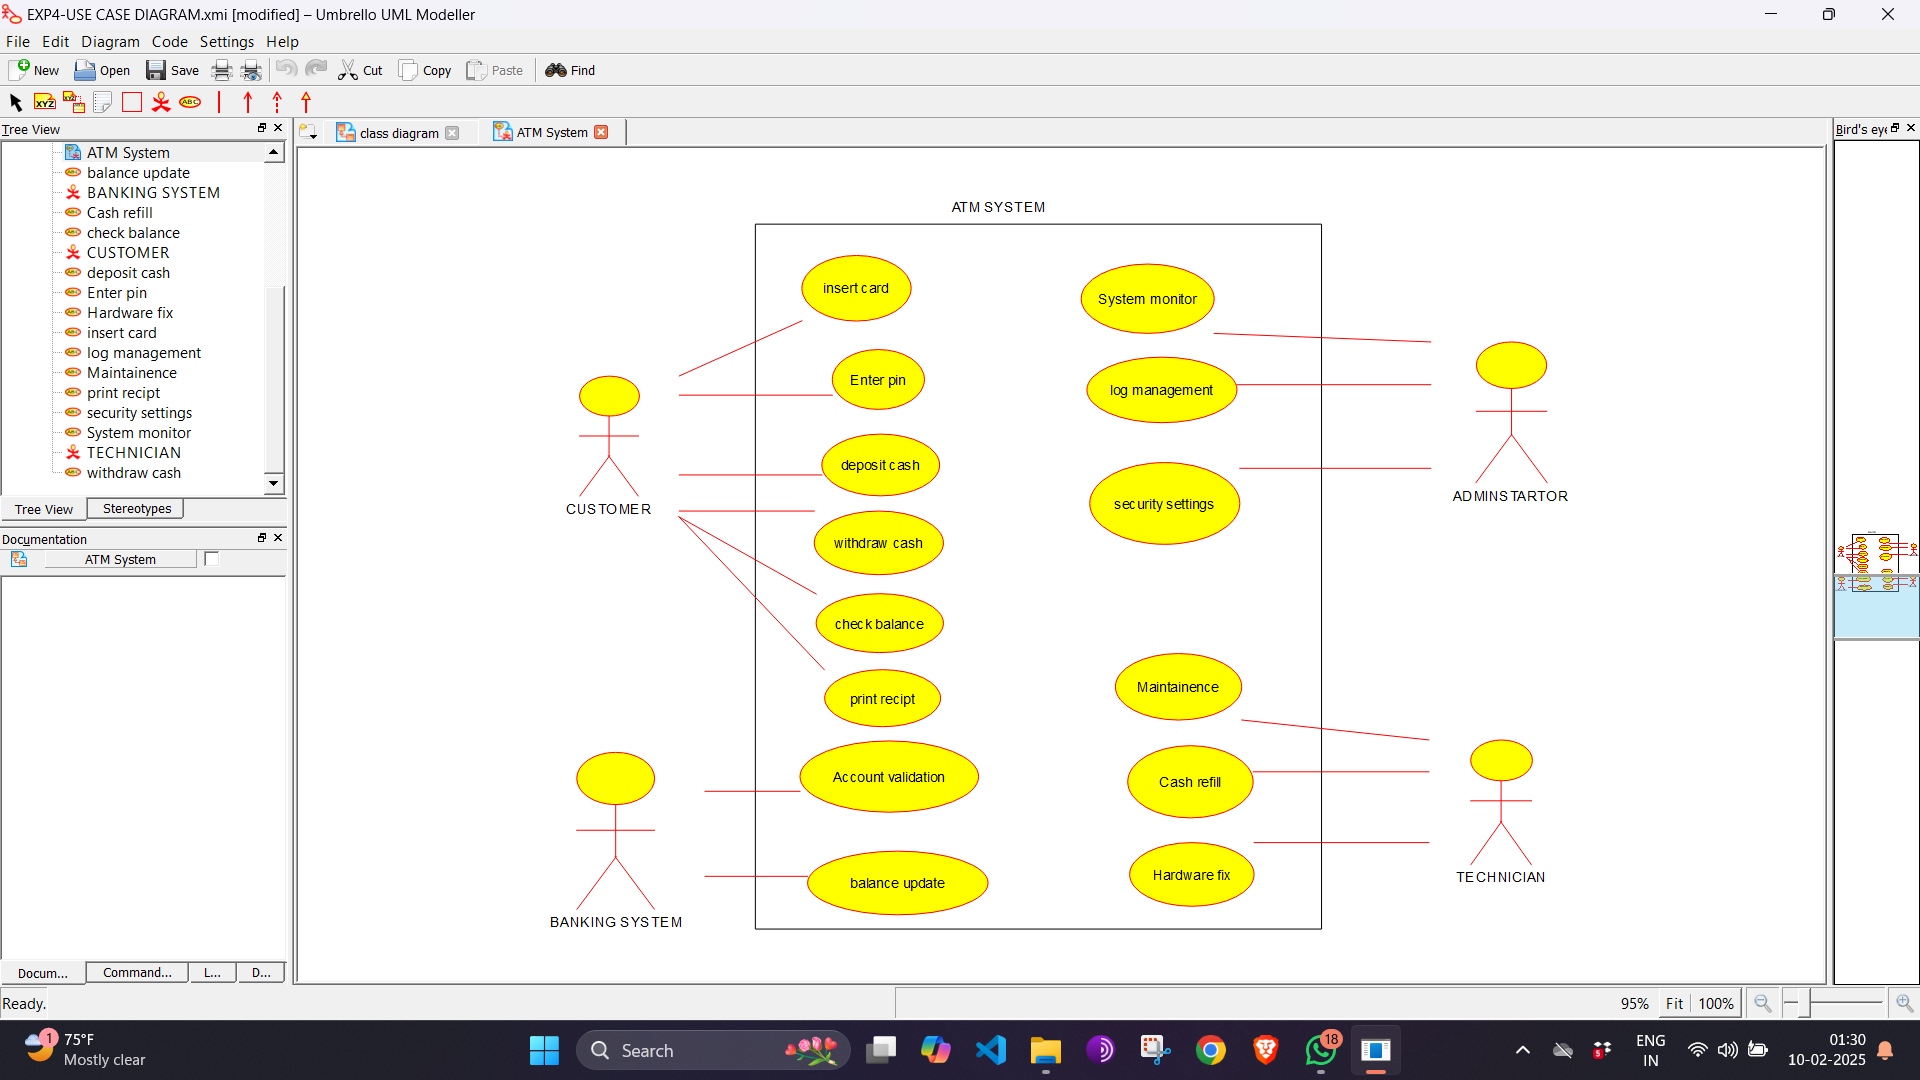 EXP4-USE CASE DIAGRAM.xmi [modified] – Umbrello UML Modeller
File Edit Diagram Code Settings Help
New Open Save Cut Copy Paste Find
XYZ XYZ ABC
Tree View
class diagram
ATM System
Bird's eye
ATM System
balance update
BANKING SYSTEM
Cash refill
check balance
CUSTOMER
deposit cash
Enter pin
Hardware fix
insert card
log management
Maintainence
print recipt
security settings
System monitor
TECHNICIAN
withdraw cash
Tree View Stereotypes
Documentation
ATM System
Docum... Command... L... D...
ATM SYSTEM
insert card
System monitor
Enter pin
log management
deposit cash
security settings
CUSTOMER
ADMINSTARTOR
withdraw cash
check balance
print recipt
Maintainence
Account validation
Cash refill
balance update
Hardware fix
BANKING SYSTEM
TECHNICIAN
Ready.
95% Fit 100%
1
75°F
Mostly clear
Search
18
5
ENG
IN
01:30
10-02-2025